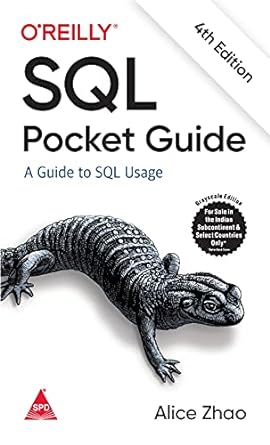 O'REILLY®
4th Edition
SQL
Pocket Guide
A Guide to SQL Usage
Grayscale Edition
For Sale in
the Indian
Subcontinent &
Select Countries
Only*
SPD
Alice Zhao